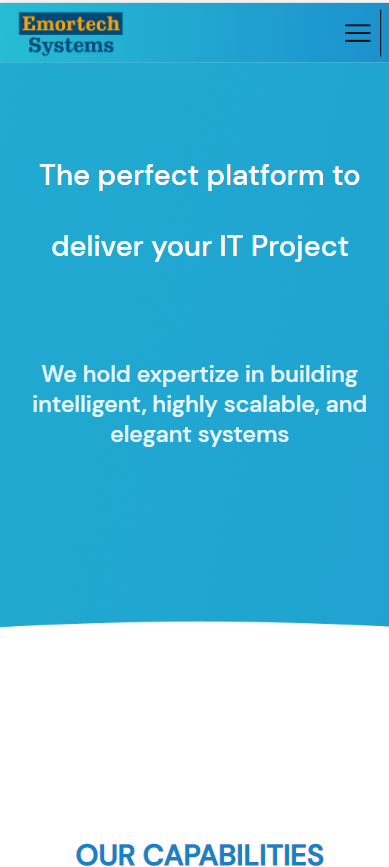 Emortech
Systems
The perfect platform to
deliver your IT Project
We hold expertize in building
intelligent, highly scalable, and
elegant systems
OUR CAPABILITIES